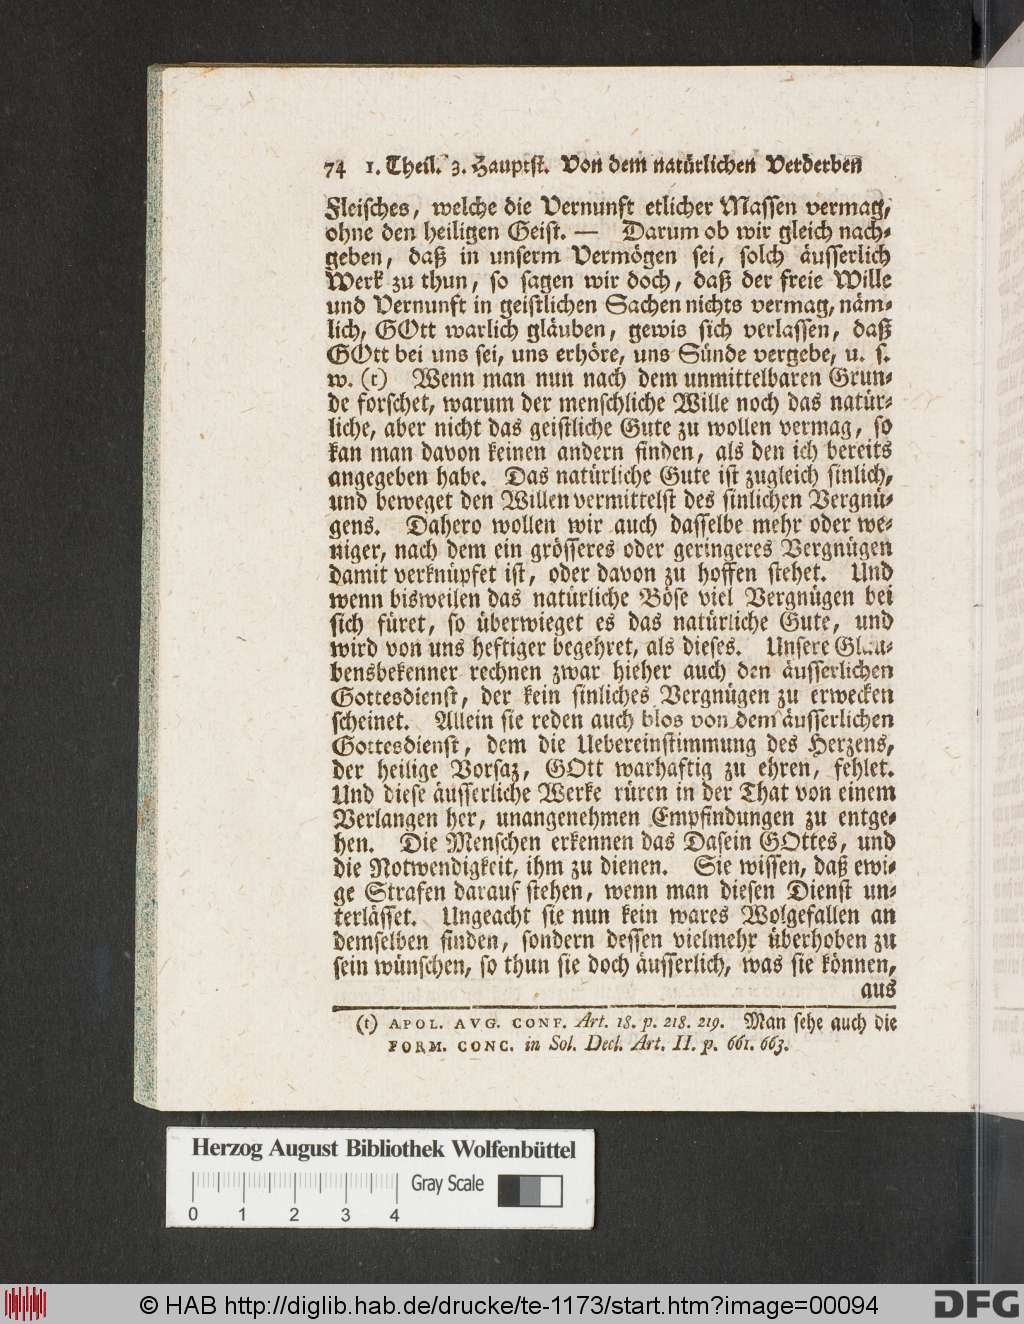 74 1. Theil. 3. Hauptst. Von dem natürlichen Verderben
Fleisches, welche die Vernunft etlicher Massen vermag,
ohne den heiligen Geist. — Darum ob wir gleich nach-
geben, daß in unserm Vermögen sei, solch äusserlich
Werk zu thun, so sagen wir doch, daß der freie Wille
und Vernunft in geistlichen Sachen nichts vermag, näm-
lich, GOtt warlich gläuben, gewis sich verlassen, daß
GOtt bei uns sei, uns erhöre, uns Sünde vergebe, u. s.
w. (t) Wenn man nun nach dem unmittelbaren Grun-
de forschet, warum der menschliche Wille noch das natür-
liche, aber nicht das geistliche Gute zu wollen vermag, so
kan man davon keinen andern finden, als den ich bereits
angegeben habe. Das natürliche Gute ist zugleich sinlich,
und beweget den Willen vermittelst des sinlichen Vergnü-
gens. Dahero wollen wir auch dasselbe mehr oder we-
niger, nach dem ein grösseres oder geringeres Vergnügen
damit verknüpfet ist, oder davon zu hoffen stehet. Und
wenn bisweilen das natürliche Böse viel Vergnügen bei
sich füret, so überwieget es das natürliche Gute, und
wird von uns heftiger begehret, als dieses. Unsere Glau-
bensbekenner rechnen zwar hieher auch den äusserlichen
Gottesdienst, der kein sinliches Vergnügen zu erwecken
scheinet. Allein sie reden auch blos von dem äusserlichen
Gottesdienst, dem die Uebereinstimmung des Herzens,
der heilige Vorsaz, GOtt warhaftig zu ehren, fehlet.
Und diese äusserliche Werke rüren in der That von einem
Verlangen her, unangenehmen Empfindungen zu entge-
hen. Die Menschen erkennen das Dasein GOttes, und
die Notwendigkeit, ihm zu dienen. Sie wissen, daß ewi-
ge Strafen darauf stehen, wenn man diesen Dienst un-
terlässet. Ungeacht sie nun kein wares Wolgefallen an
demselben finden, sondern dessen vielmehr überhoben zu
sein wünschen, so thun sie doch äusserlich, was sie können,
aus
(t) APOL. AVG. CONF. Art. 18. p. 218. 219. Man sehe auch die
FORM. CONC. in Sol. Decl. Art. II. p. 661. 663.
Herzog August Bibliothek Wolfenbüttel
Gray Scale
0 1 2 3 4
© HAB http://diglib.hab.de/drucke/te-1173/start.htm?image=00094
DFG